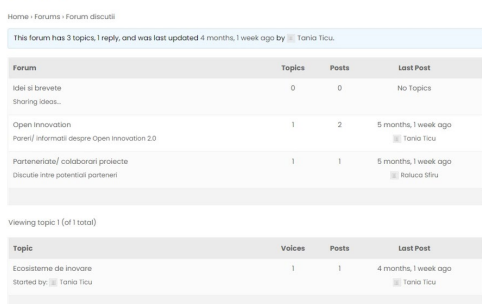 Home › Forums › Forum discutii
This forum has 3 topics, 1 reply, and was last updated 4 months, 1 week ago by Tania Ticu.
Forum Topics Posts Last Post
Idei si brevete 0 0 No Topics
Sharing ideas...
Open Innovation 1 2 5 months, 1 week ago
Pareri/ informatii despre Open Innovation 2.0 Tania Ticu
Parteneriate/ colaborari proiecte 1 1 5 months, 1 week ago
Discutie intre potentiali parteneri Raluca Sfiru
Viewing topic 1 (of 1 total)
Topic Voices Posts Last Post
Ecosisteme de inovare 1 1 4 months, 1 week ago
Started by: Tania Ticu Tania Ticu